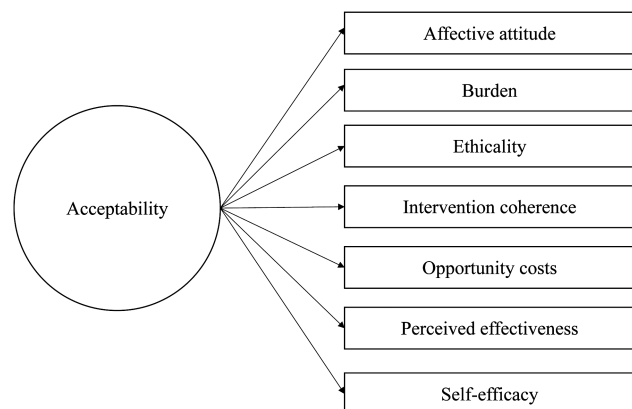 Affective attitude
Burden
Ethicality
Acceptability
Intervention coherence
Opportunity costs
Perceived effectiveness
Self-efficacy